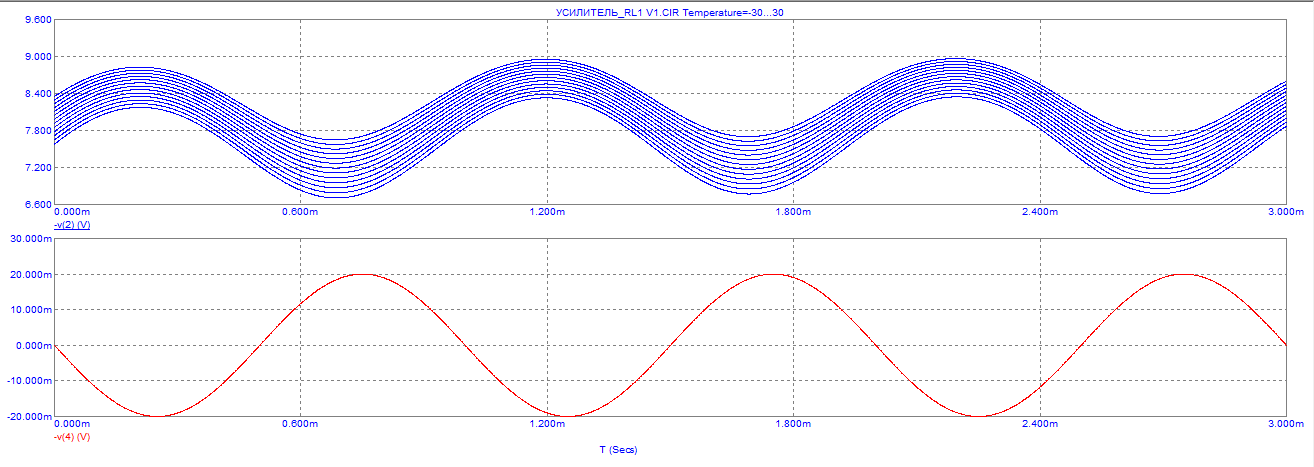 УСИЛИТЕЛЬ_RL1 V1.CIR Temperature=-30...30
9.600
9.000
8.400
7.800
7.200
6.600
0.000m 0.600m 1.200m 1.800m 2.400m 3.000m
-v(2) (V)
30.000m
20.000m
10.000m
0.000m
-10.000m
-20.000m
0.000m 0.600m 1.200m 1.800m 2.400m 3.000m
-v(4) (V)
T (Secs)